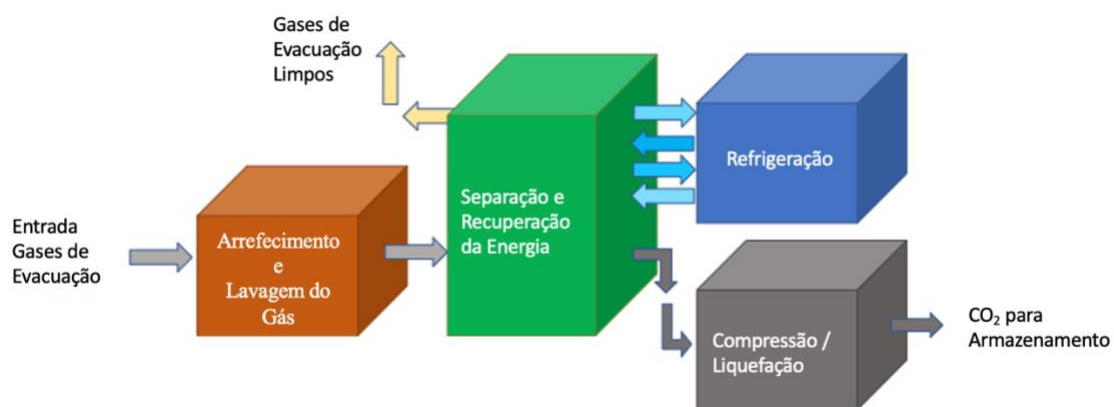 Gases de
Evacuação
Limpos
Entrada
Gases de
Evacuação
Arrefecimento
e
Lavagem do
Gás
Separação e
Recuperação
da Energia
Refrigeração
Compressão /
Liquefação
CO₂ para
Armazenamento